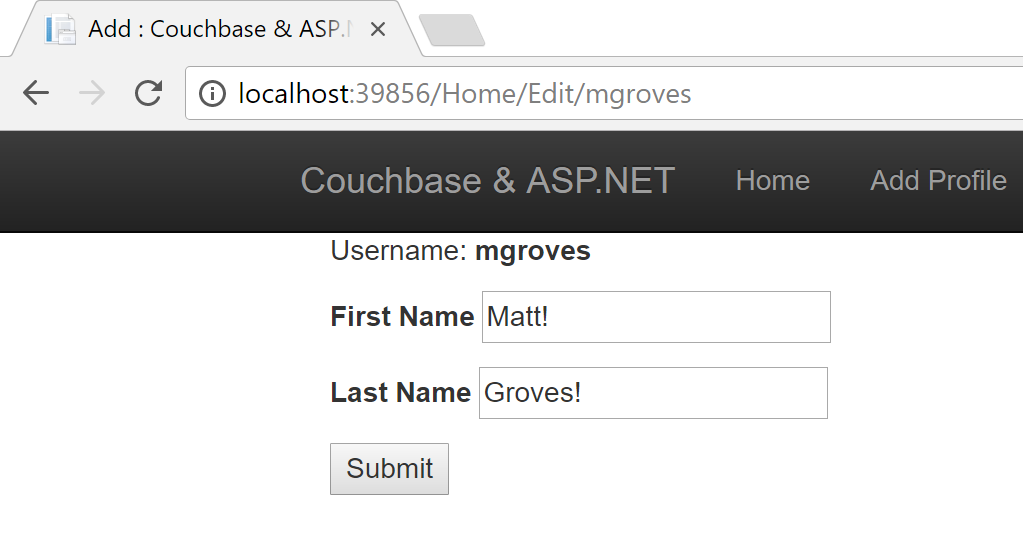 Add : Couchbase & ASP.N
localhost:39856/Home/Edit/mgroves
Couchbase & ASP.NET Home Add Profile
Username: mgroves
First Name Matt!
Last Name Groves!
Submit